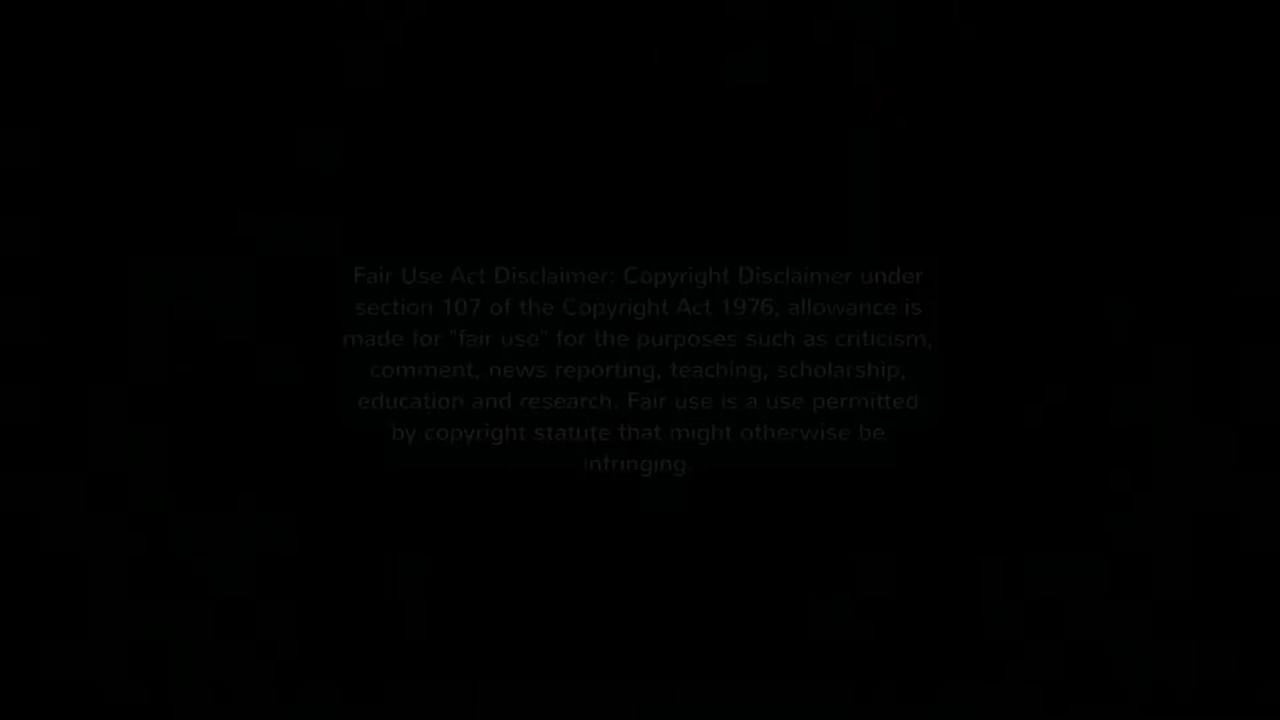 Fair Use Act Disclaimer: Copyright Disclaimer under
section 107 of the Copyright Act 1976, allowance is
made for "fair use" for the purposes such as criticism,
comment, news reporting, teaching, scholarship,
education and research. Fair use is a use permitted
by copyright statute that might otherwise be
infringing.